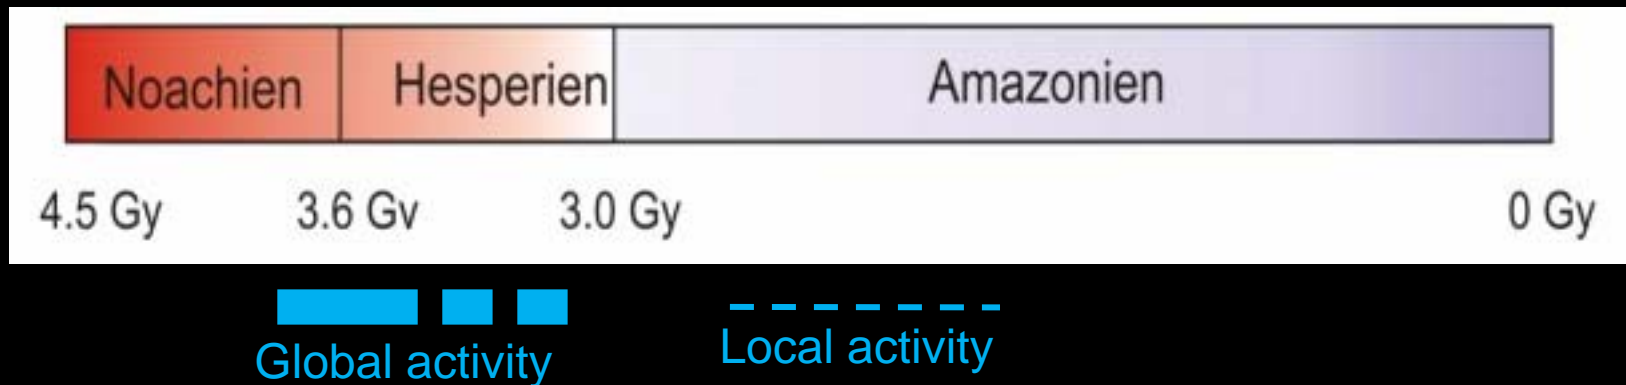 Noachien Hesperien Amazonien
4.5 Gy 3.6 Gv 3.0 Gy 0 Gy
Global activity Local activity